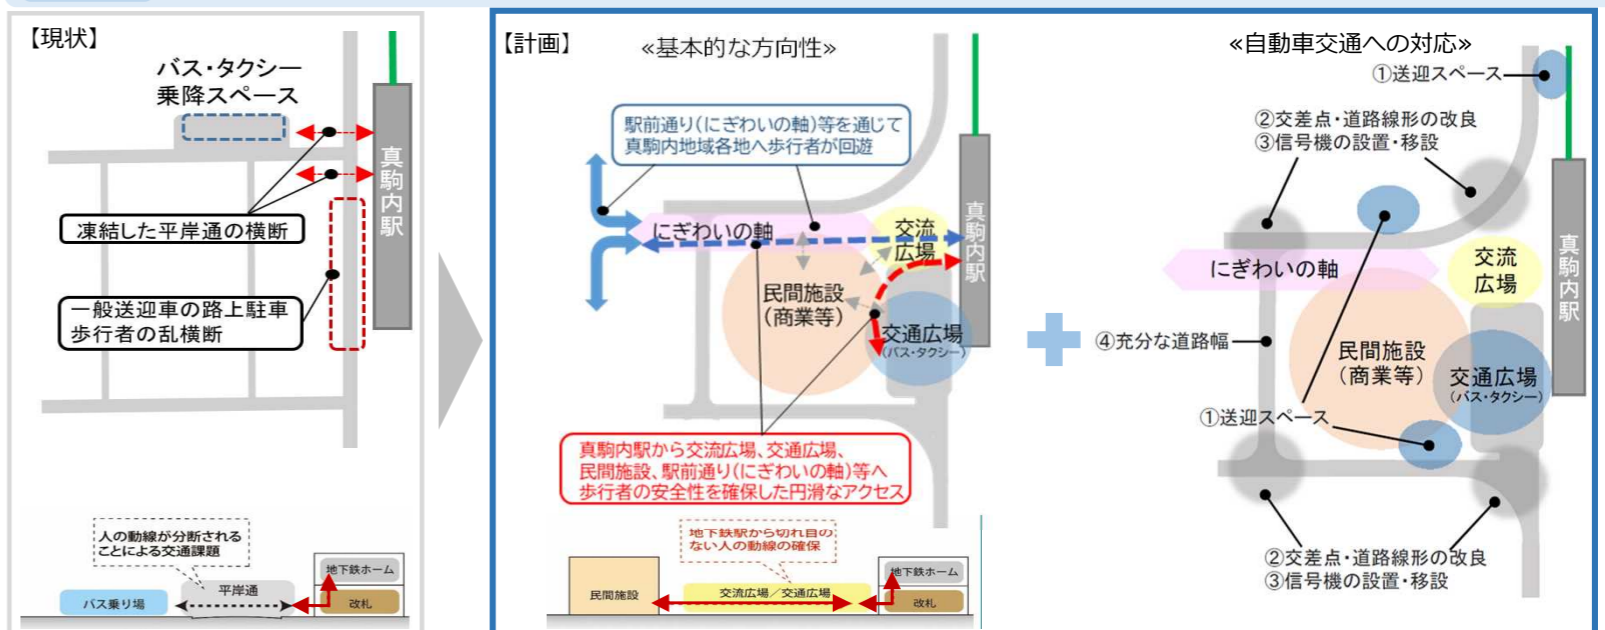 【現状】
バス・タクシー
乗降スペース
真駒内駅
凍結した平岸通の横断
一般送迎車の路上駐車
歩行者の乱横断
人の動線が分断される
ことによる交通課題
バス乗り場
平岸通
地下鉄ホーム
改札
【計画】
≪基本的な方向性≫
駅前通り(にぎわいの軸)等を通じて
真駒内地域各地へ歩行者が回遊
にぎわいの軸
交流
広場
真駒内駅
民間施設
(商業等)
交通広場
(バス・タクシー)
真駒内駅から交流広場、交通広場、
民間施設、駅前通り(にぎわいの軸)等へ
歩行者の安全性を確保した円滑なアクセス
地下鉄駅から切れ目の
ない人の動線の確保
民間施設
交流広場/交通広場
地下鉄ホーム
改札
≪自動車交通への対応≫
①送迎スペース
②交差点・道路線形の改良
③信号機の設置・移設
にぎわいの軸
交流
広場
真駒内駅
④充分な道路幅
民間施設
(商業等)
交通広場
(バス・タクシー)
①送迎スペース
②交差点・道路線形の改良
③信号機の設置・移設